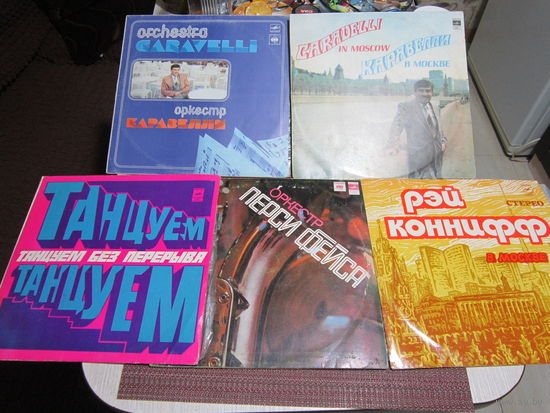 orchestra
CARAVELLI
оркестр
КАРАВЕЛЛИ
CARAVELLI
IN MOSCOW
КАРАВЕЛЛИ
В МОСКВЕ
ТАНЦУЕМ
ТАНЦУЕМ БЕЗ ПЕРЕРЫВА
ТАНЦУЕМ
ОРКЕСТР
ПЕРСИ ФЕЙСА
СТЕРЕО
РЭЙ
КОННИФФ
В МОСКВЕ